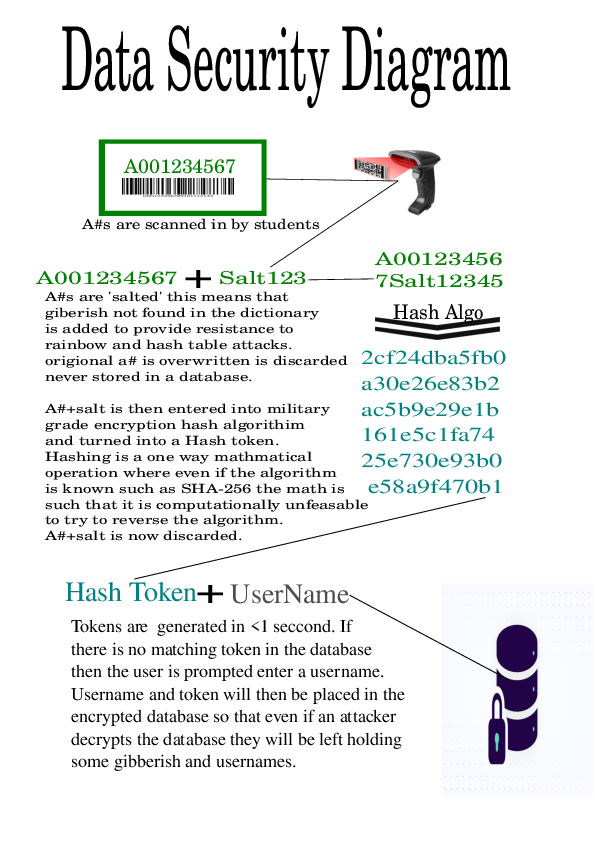 Data Security Diagram
A001234567
A#s are scanned in by students
A001234567 + Salt123
A00123456
7Salt12345
A#s are 'salted' this means that
giberish not found in the dictionary
is added to provide resistance to
rainbow and hash table attacks.
origional a# is overwritten is discarded
never stored in a database.
Hash Algo
2cf24dba5fb0
a30e26e83b2
ac5b9e29e1b
161e5c1fa74
25e730e93b0
e58a9f470b1
A#+salt is then entered into military
grade encryption hash algorithim
and turned into a Hash token.
Hashing is a one way mathmatical
operation where even if the algorithm
is known such as SHA-256 the math is
such that it is computationally unfeasable
to try to reverse the algorithm.
A#+salt is now discarded.
Hash Token + UserName
Tokens are generated in <1 seccond. If
there is no matching token in the database
then the user is prompted enter a username.
Username and token will then be placed in the
encrypted database so that even if an attacker
decrypts the database they will be left holding
some gibberish and usernames.